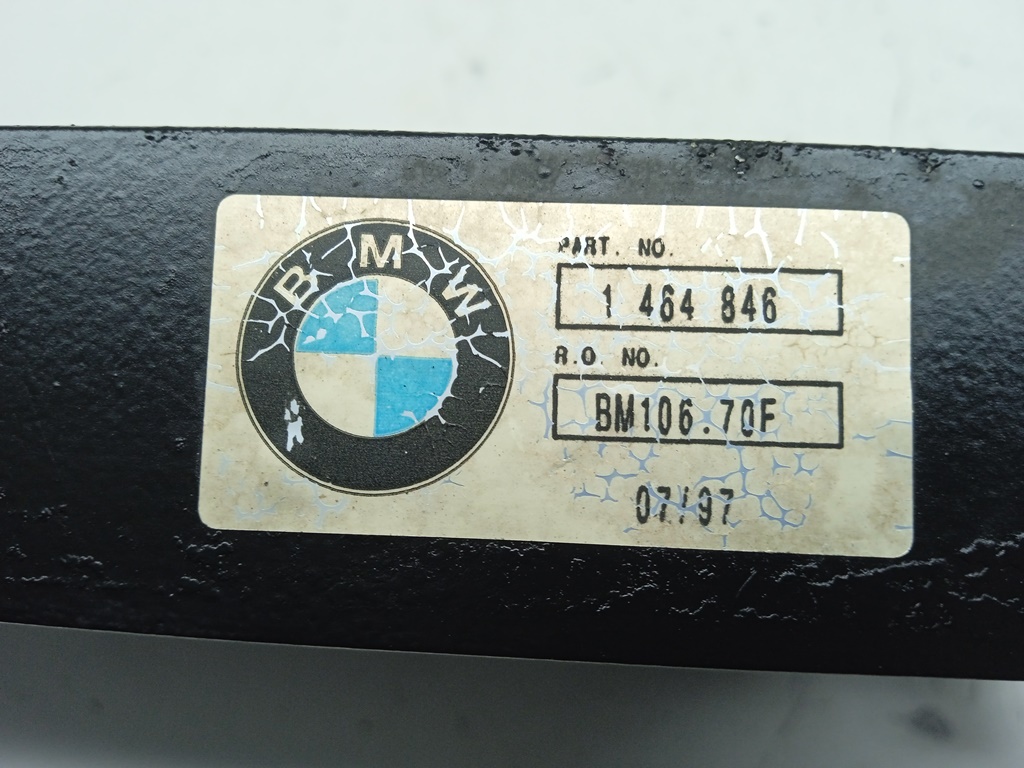 BMW
PART. NO.
1 464 846
R.O. NO.
BM106.70F
07/97